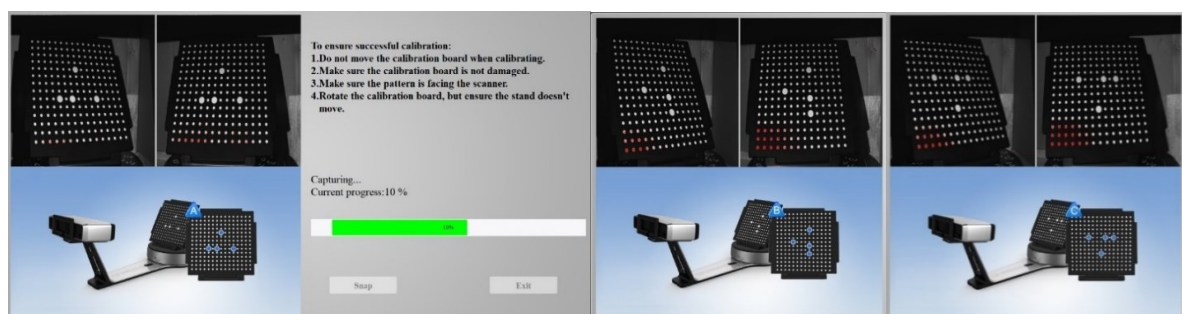 To ensure successful calibration:
1.Do not move the calibration board when calibrating.
2.Make sure the calibration board is not damaged.
3.Make sure the pattern is facing the scanner.
4.Rotate the calibration board, but ensure the stand doesn't
move.
Capturing...
Current progress:10 %
10%
Snap
Exit
A
B
C